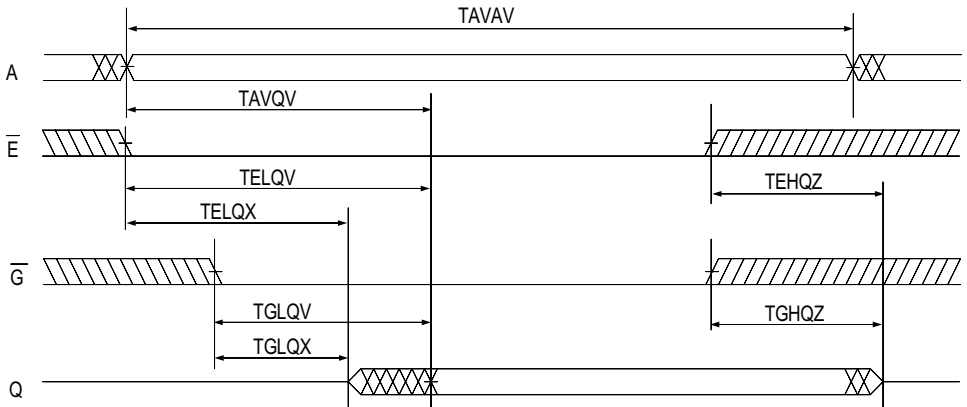 TAVAV
A
TAVQV
E̅
TELQV
TEHQZ
TELQX
G̅
TGLQV
TGHQZ
TGLQX
Q